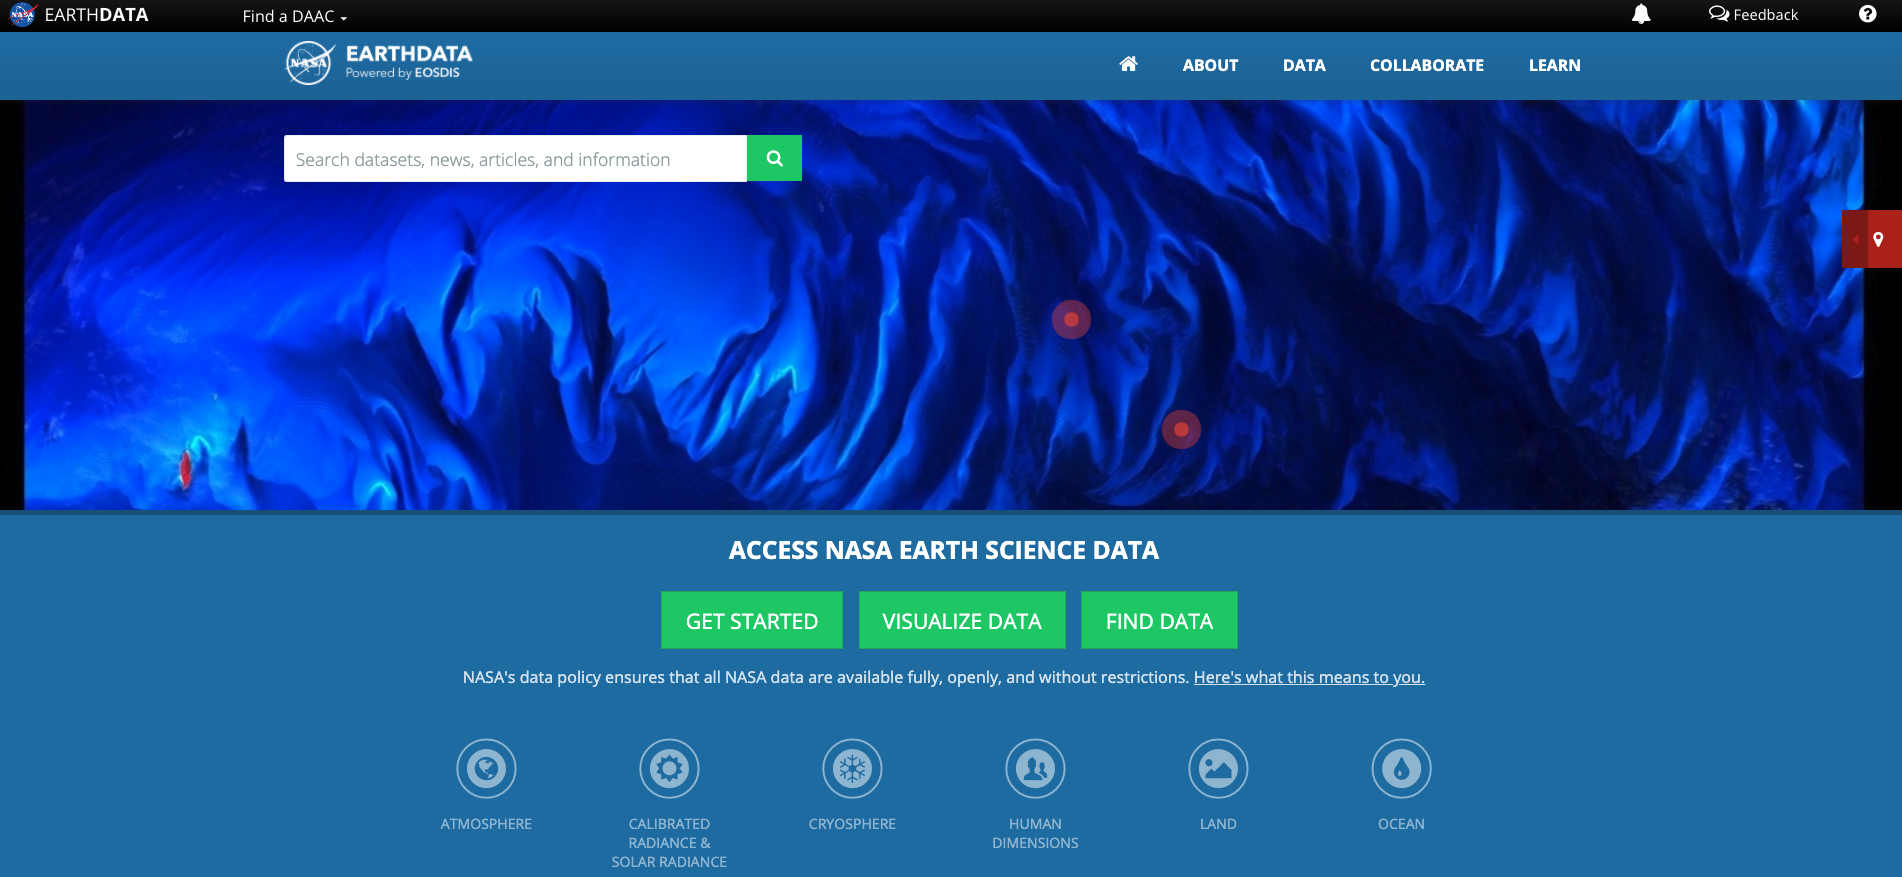 NASA EARTHDATA
Find a DAAC
Feedback
NASA
EARTHDATA
Powered by EOSDIS
ABOUT
DATA
COLLABORATE
LEARN
Search datasets, news, articles, and information
ACCESS NASA EARTH SCIENCE DATA
GET STARTED
VISUALIZE DATA
FIND DATA
NASA's data policy ensures that all NASA data are available fully, openly, and without restrictions. Here's what this means to you.
ATMOSPHERE
CALIBRATED
RADIANCE &
SOLAR RADIANCE
CRYOSPHERE
HUMAN
DIMENSIONS
LAND
OCEAN